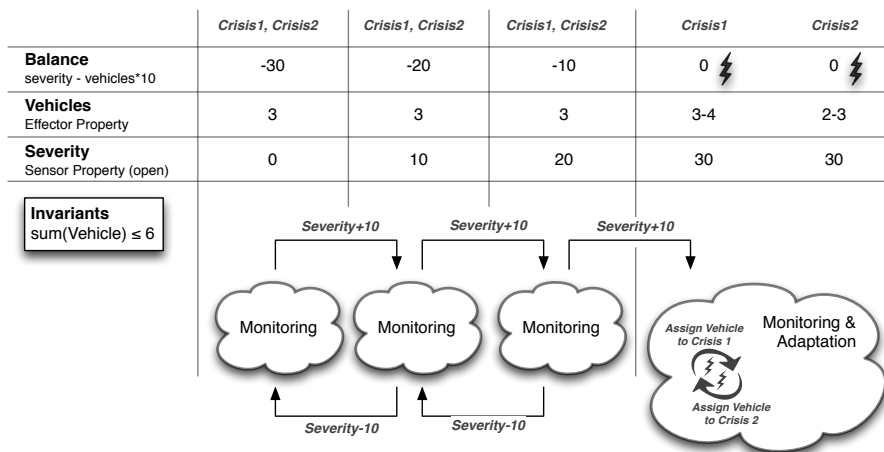 Crisis1, Crisis2 Crisis1, Crisis2 Crisis1, Crisis2 Crisis1 Crisis2
Balance
severity - vehicles*10
-30 -20 -10 0 0
Vehicles
Effector Property
3 3 3 3-4 2-3
Severity
Sensor Property (open)
0 10 20 30 30
Invariants
sum(Vehicle) ≤ 6
Severity+10 Severity+10 Severity+10
Monitoring Monitoring Monitoring
Monitoring &
Adaptation
Assign Vehicle
to Crisis 1
Assign Vehicle
to Crisis 2
Severity-10 Severity-10